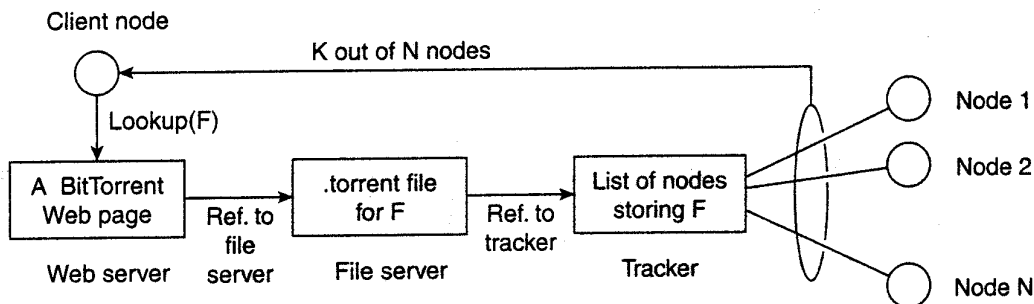 Client node
K out of N nodes
Node 1
Lookup(F)
Node 2
A BitTorrent
Web page
.torrent file
for F
List of nodes
storing F
Ref. to
file
server
Ref. to
tracker
Web server
File server
Tracker
Node N